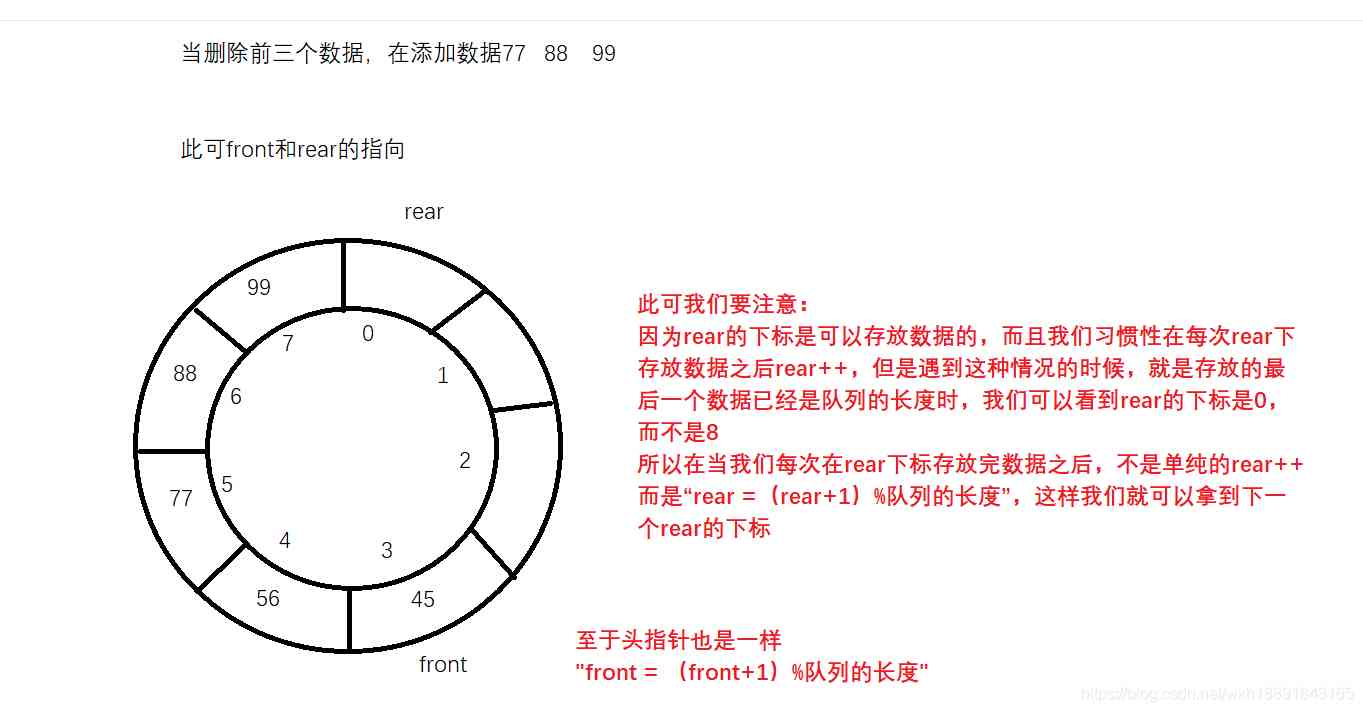 当删除前三个数据，在添加数据77 88 99
此可front和rear的指向
rear
99
88
7
0
1
6
2
77
5
4
3
56
45
front
此可我们要注意：
因为rear的下标是可以存放数据的，而且我们习惯性在每次rear下
存放数据之后rear++，但是遇到这种情况的时候，就是存放的最
后一个数据已经是队列的长度时，我们可以看到rear的下标是0，
而不是8
所以在当我们每次在rear下标存放完数据之后，不是单纯的rear++
而是“rear =（rear+1）%队列的长度”，这样我们就可以拿到下一
个rear的下标
至于头指针也是一样
"front = （front+1）%队列的长度"